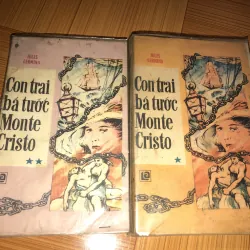 Con trai
bá tước
Monte
Cristo
**
Con trai
bá tước
Monte
Cristo
*